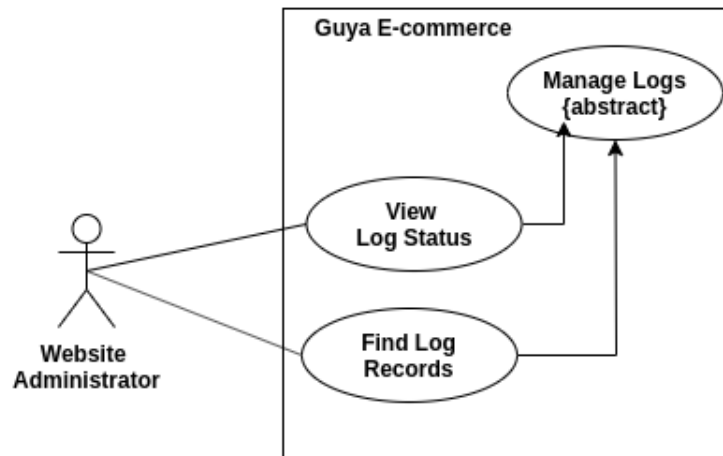 Guya E-commerce
Manage Logs
{abstract}
View
Log Status
Find Log
Records
Website
Administrator